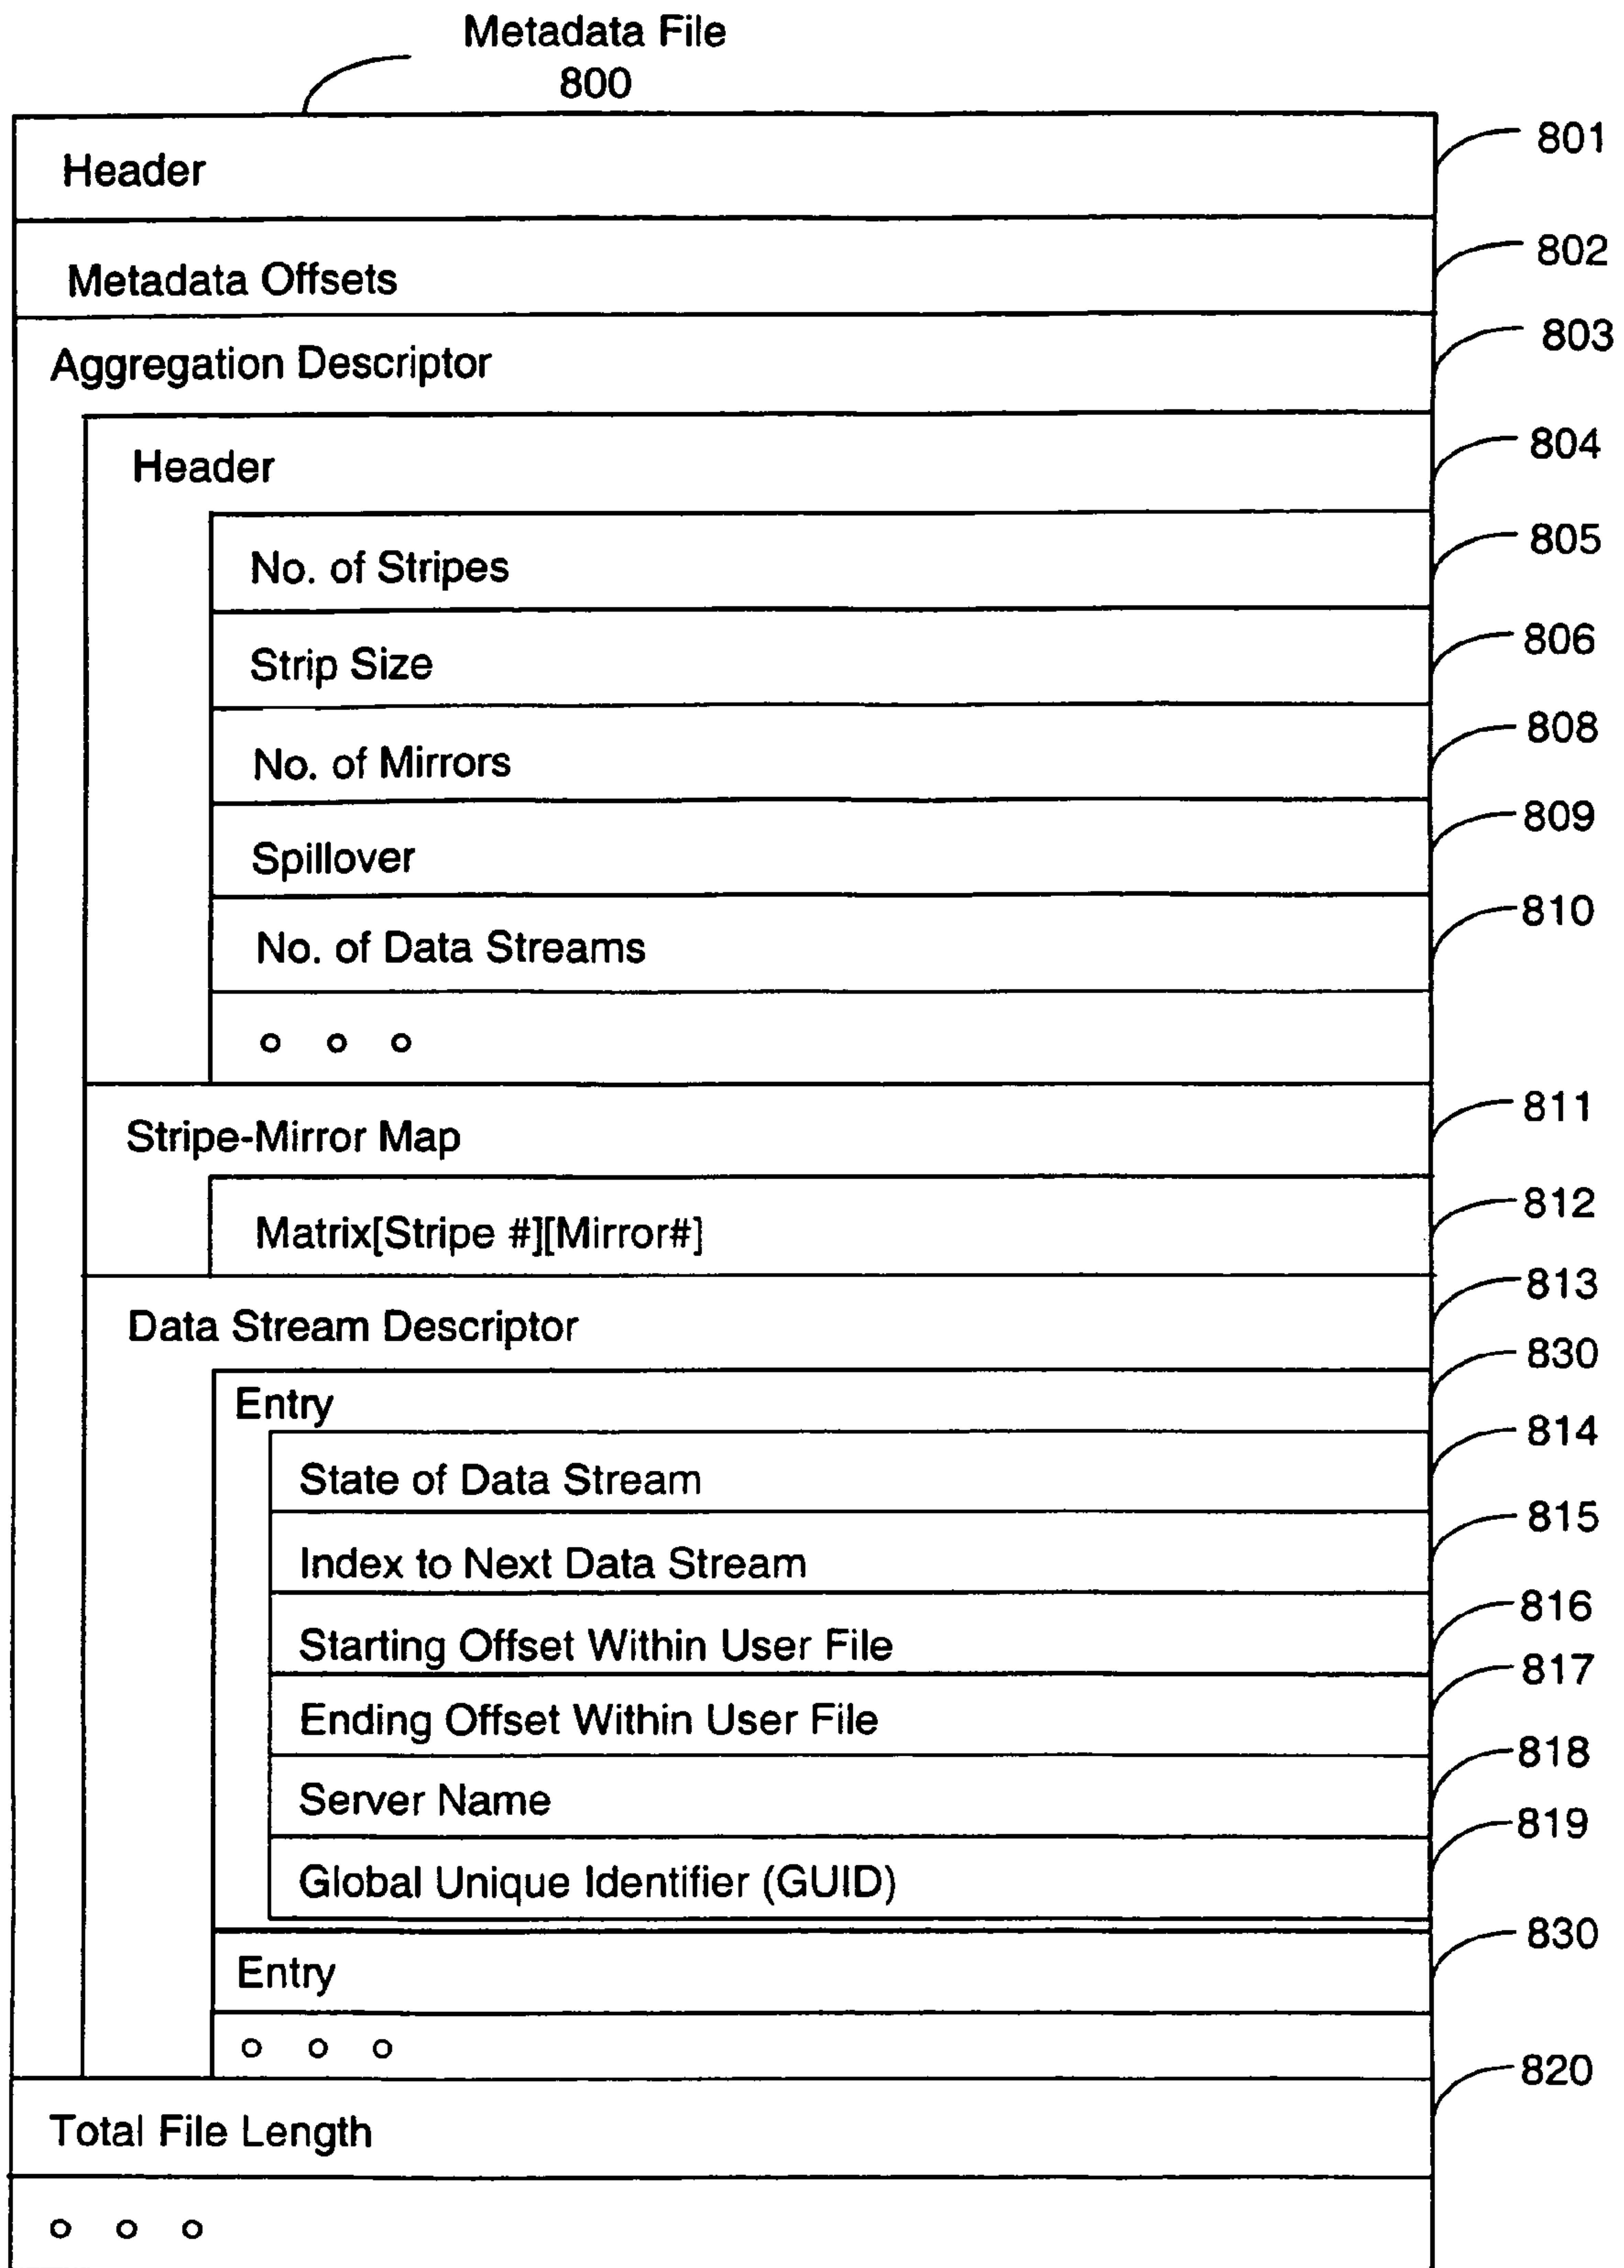 Metadata File
800
Header 801
Metadata Offsets 802
Aggregation Descriptor 803
Header 804
No. of Stripes 805
Strip Size 806
No. of Mirrors 808
Spillover 809
No. of Data Streams 810
Stripe-Mirror Map 811
Matrix[Stripe #][Mirror#] 812
Data Stream Descriptor 813
Entry 830
State of Data Stream 814
Index to Next Data Stream 815
Starting Offset Within User File 816
Ending Offset Within User File 817
Server Name 818
Global Unique Identifier (GUID) 819
Entry 830
Total File Length 820